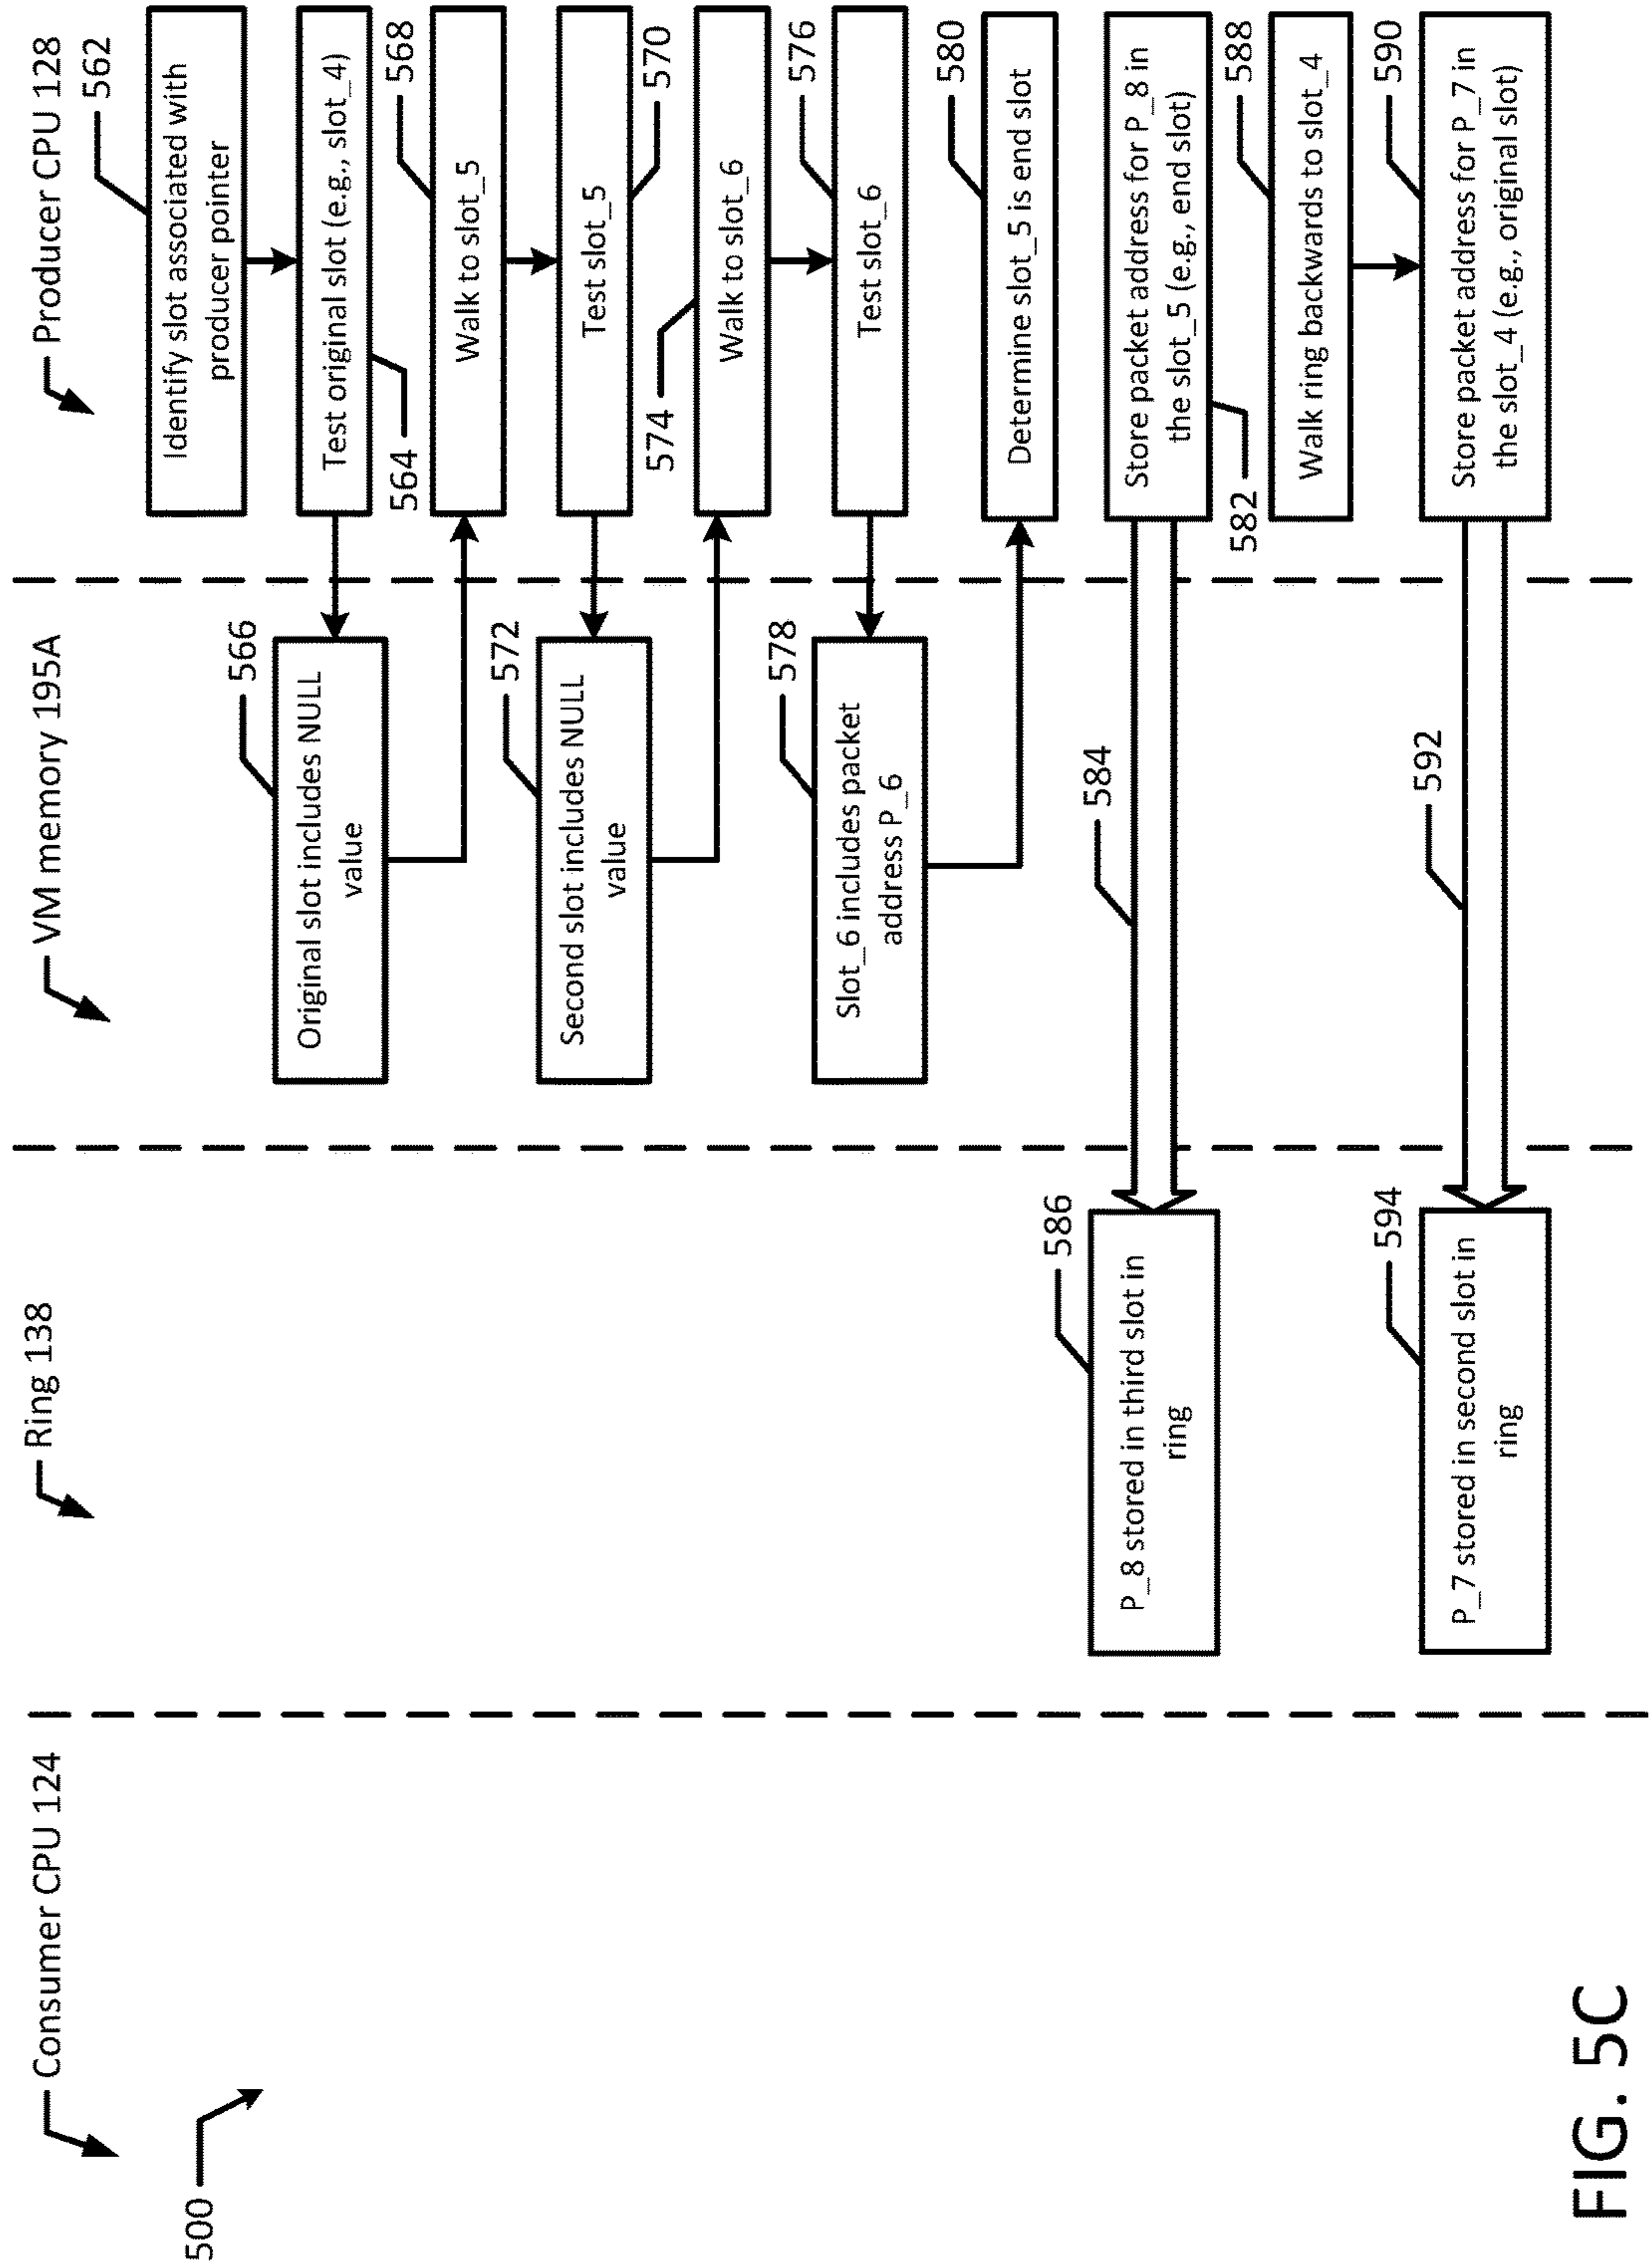 Consumer CPU 124
Ring 138
VM memory 195A
Producer CPU 128
500
562
Identify slot associated with
producer pointer
Test original slot (e.g., slot_4)
564
566
Original slot includes NULL
value
568
Walk to slot_5
Test slot_5
570
572
Second slot includes NULL
value
574
Walk to slot_6
576
Test slot_6
578
Slot_6 includes packet
address P_6
580
Determine slot_5 is end slot
Store packet address for P_8 in
the slot_5 (e.g., end slot)
582
584
586
P_8 stored in third slot in
ring
588
Walk ring backwards to slot_4
590
Store packet address for P_7 in
the slot_4 (e.g., original slot)
592
594
P_7 stored in second slot in
ring
FIG. 5C